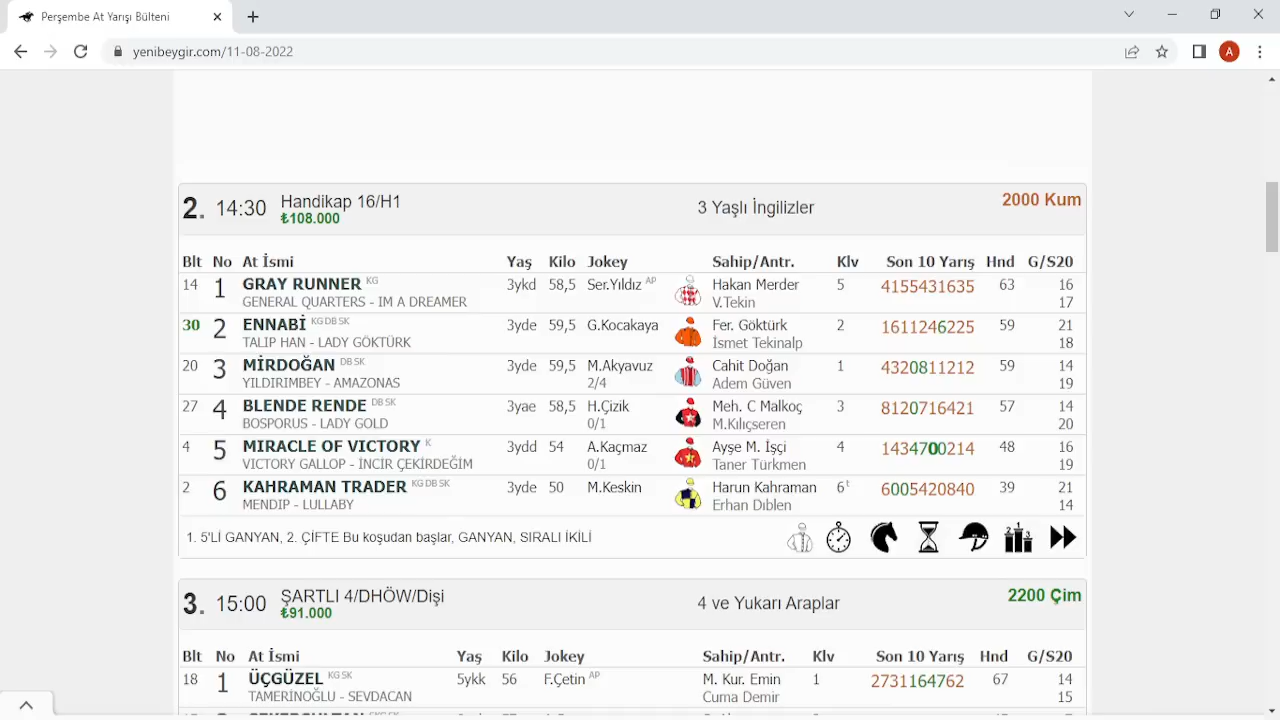 Perşembe At Yarışı Bülteni
yenibeygir.com/11-08-2022
A
2. 14:30 Handikap 16/H1 3 Yaşlı İngilizler 2000 Kum
₺108.000
Blt No At İsmi Yaş Kilo Jokey Sahip/Antr. Klv Son 10 Yarış Hnd G/S20
14 1 GRAY RUNNER KG 3ykd 58,5 Ser.Yıldız AP Hakan Merder 5 4155431635 63 16
GENERAL QUARTERS - IM A DREAMER V.Tekin 17
30 2 ENNABİ KG DB SK 3yde 59,5 G.Kocakaya Fer. Göktürk 2 1611246225 59 21
TALIP HAN - LADY GÖKTÜRK İsmet Tekinalp 18
20 3 MİRDOĞAN DB SK 3yde 59,5 M.Akyavuz Cahit Doğan 1 4320811212 59 14
YILDIRIMBEY - AMAZONAS 2/4 Adem Güven 19
27 4 BLENDE RENDE DB SK 3yae 58,5 H.Çizik Meh. C Malkoç 3 8120716421 57 14
BOSPORUS - LADY GOLD 0/1 M.Kılıçseren 20
4 5 MIRACLE OF VICTORY K 3ydd 54 A.Kaçmaz Ayşe M. İşçi 4 1434700214 48 16
VICTORY GALLOP - İNCİR ÇEKİRDEĞİM 0/1 Taner Türkmen 19
2 6 KAHRAMAN TRADER KG DB SK 3yde 50 M.Keskin Harun Kahraman 6t 6005420840 39 21
MENDIP - LULLABY Erhan Dıblen 14
1. 5'Lİ GANYAN, 2. ÇİFTE Bu koşudan başlar, GANYAN, SIRALI İKİLİ
2 1 3
3. 15:00 ŞARTLI 4/DHÖW/Dişi 4 ve Yukarı Araplar 2200 Çim
₺91.000
Blt No At İsmi Yaş Kilo Jokey Sahip/Antr. Klv Son 10 Yarış Hnd G/S20
18 1 ÜÇGÜZEL KG SK 5ykk 56 F.Çetin AP M. Kur. Emin 1 2731164762 67 14
TAMERİNOĞLU - SEVDACAN Cuma Demir 15